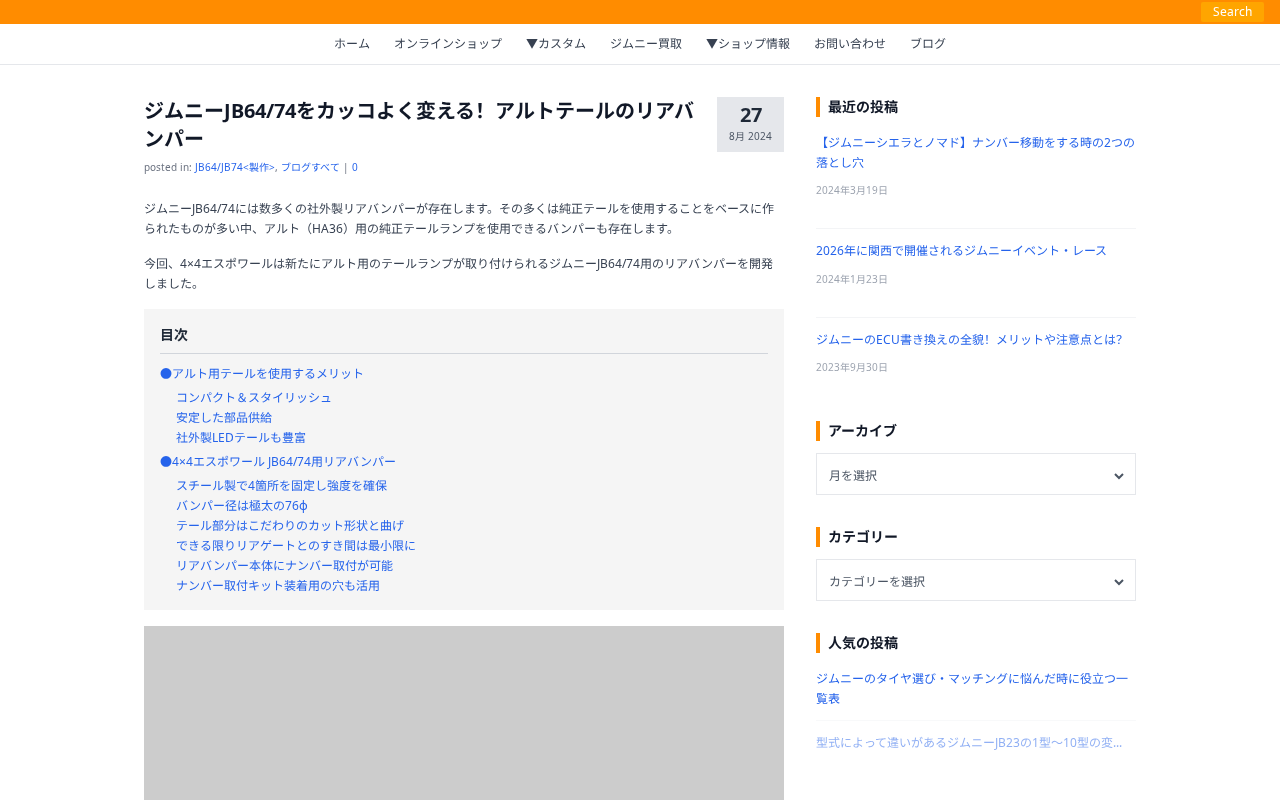 Search
ホーム　オンラインショップ　▼カスタム　ジムニー買取　▼ショップ情報　お問い合わせ　ブログ
ジムニーJB64/74をカッコよく変える！アルトテールのリアバ
ンパー
27
8月 2024
posted in: JB64/JB74<製作>, ブログすべて | 0
ジムニーJB64/74には数多くの社外製リアバンパーが存在します。その多くは純正テールを使用することをベースに作
られたものが多い中、アルト（HA36）用の純正テールランプを使用できるバンパーも存在します。
今回、4×4エスポワールは新たにアルト用のテールランプが取り付けられるジムニーJB64/74用のリアバンパーを開発
しました。
目次
●アルト用テールを使用するメリット
コンパクト＆スタイリッシュ
安定した部品供給
社外製LEDテールも豊富
●4×4エスポワール JB64/74用リアバンパー
スチール製で4箇所を固定し強度を確保
バンパー径は極太の76ф
テール部分はこだわりのカット形状と曲げ
できる限りリアゲートとのすき間は最小限に
リアバンパー本体にナンバー取付が可能
ナンバー取付キット装着用の穴も活用
最近の投稿
【ジムニーシエラとノマド】ナンバー移動をする時の2つの
落とし穴
2024年3月19日
2026年に関西で開催されるジムニーイベント・レース
2024年1月23日
ジムニーのECU書き換えの全貌！メリットや注意点とは？
2023年9月30日
アーカイブ
月を選択
カテゴリー
カテゴリーを選択
人気の投稿
ジムニーのタイヤ選び・マッチングに悩んだ時に役立つ一
覧表
型式によって違いがあるジムニーJB23の1型〜10型の変...